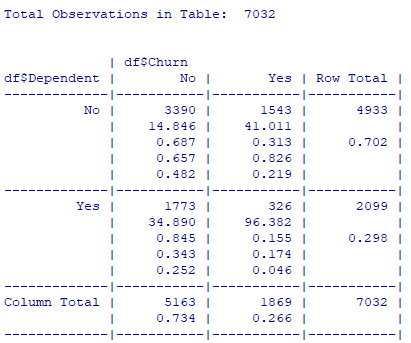 Total Observations in Table:  7032
             | df$Churn
df$Dependent |        No |       Yes | Row Total |
-------------|-----------|-----------|-----------|
          No |      3390 |      1543 |      4933 |
             |    14.846 |    41.011 |           |
             |     0.687 |     0.313 |     0.702 |
             |     0.657 |     0.826 |           |
             |     0.482 |     0.219 |           |
-------------|-----------|-----------|-----------|
         Yes |      1773 |       326 |      2099 |
             |    34.890 |    96.382 |           |
             |     0.845 |     0.155 |     0.298 |
             |     0.343 |     0.174 |           |
             |     0.252 |     0.046 |           |
-------------|-----------|-----------|-----------|
Column Total |      5163 |      1869 |      7032 |
             |     0.734 |     0.266 |           |
-------------|-----------|-----------|-----------|